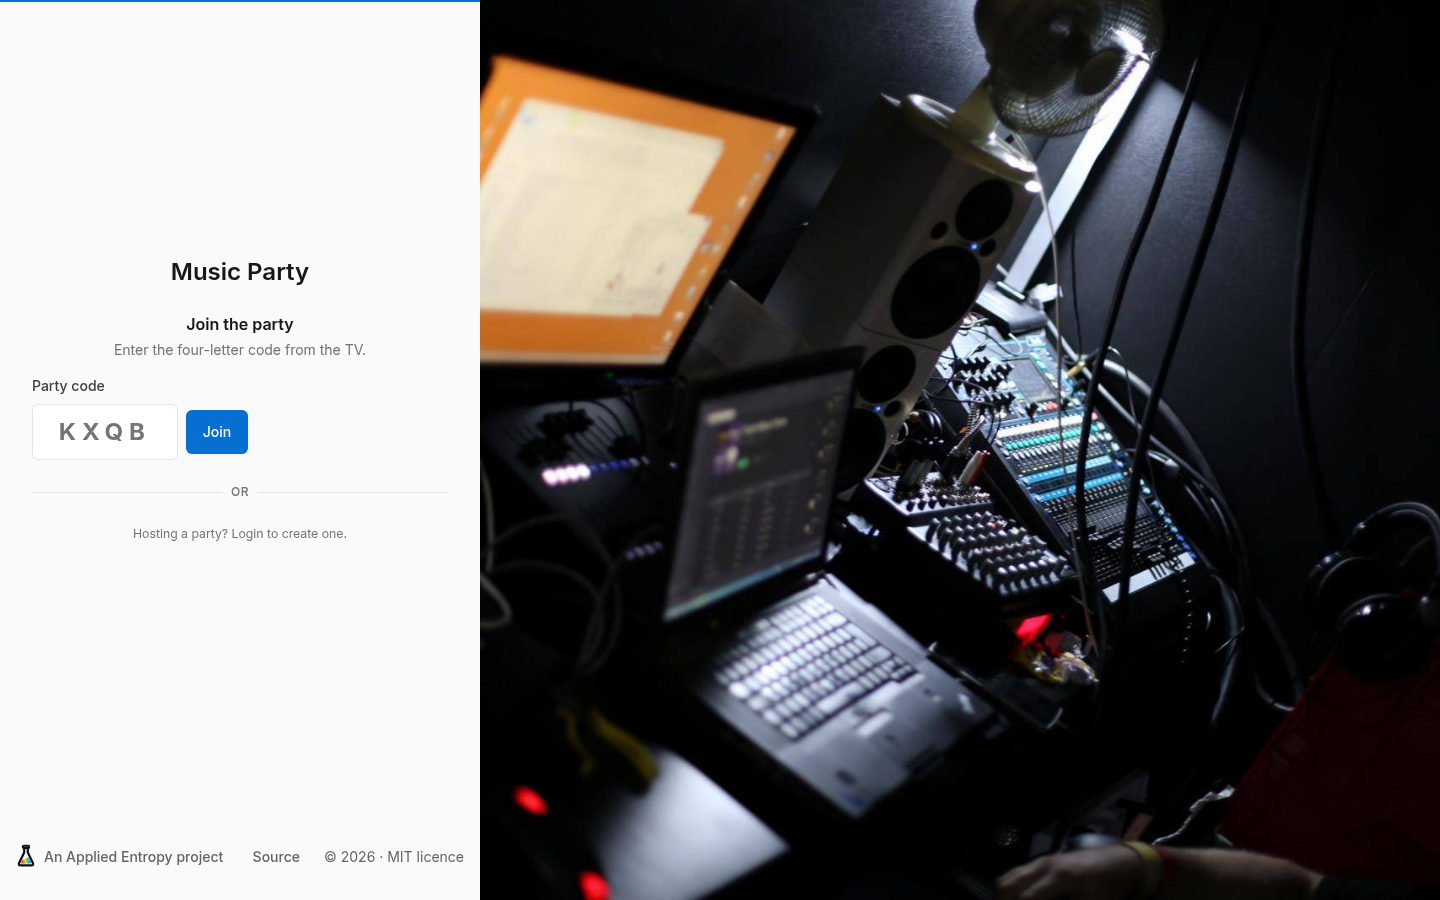 Music Party
Join the party
Enter the four-letter code from the TV.
Party code
KXQB
Join
OR
Hosting a party? Login to create one.
An Applied Entropy project
Source
© 2026 · MIT licence